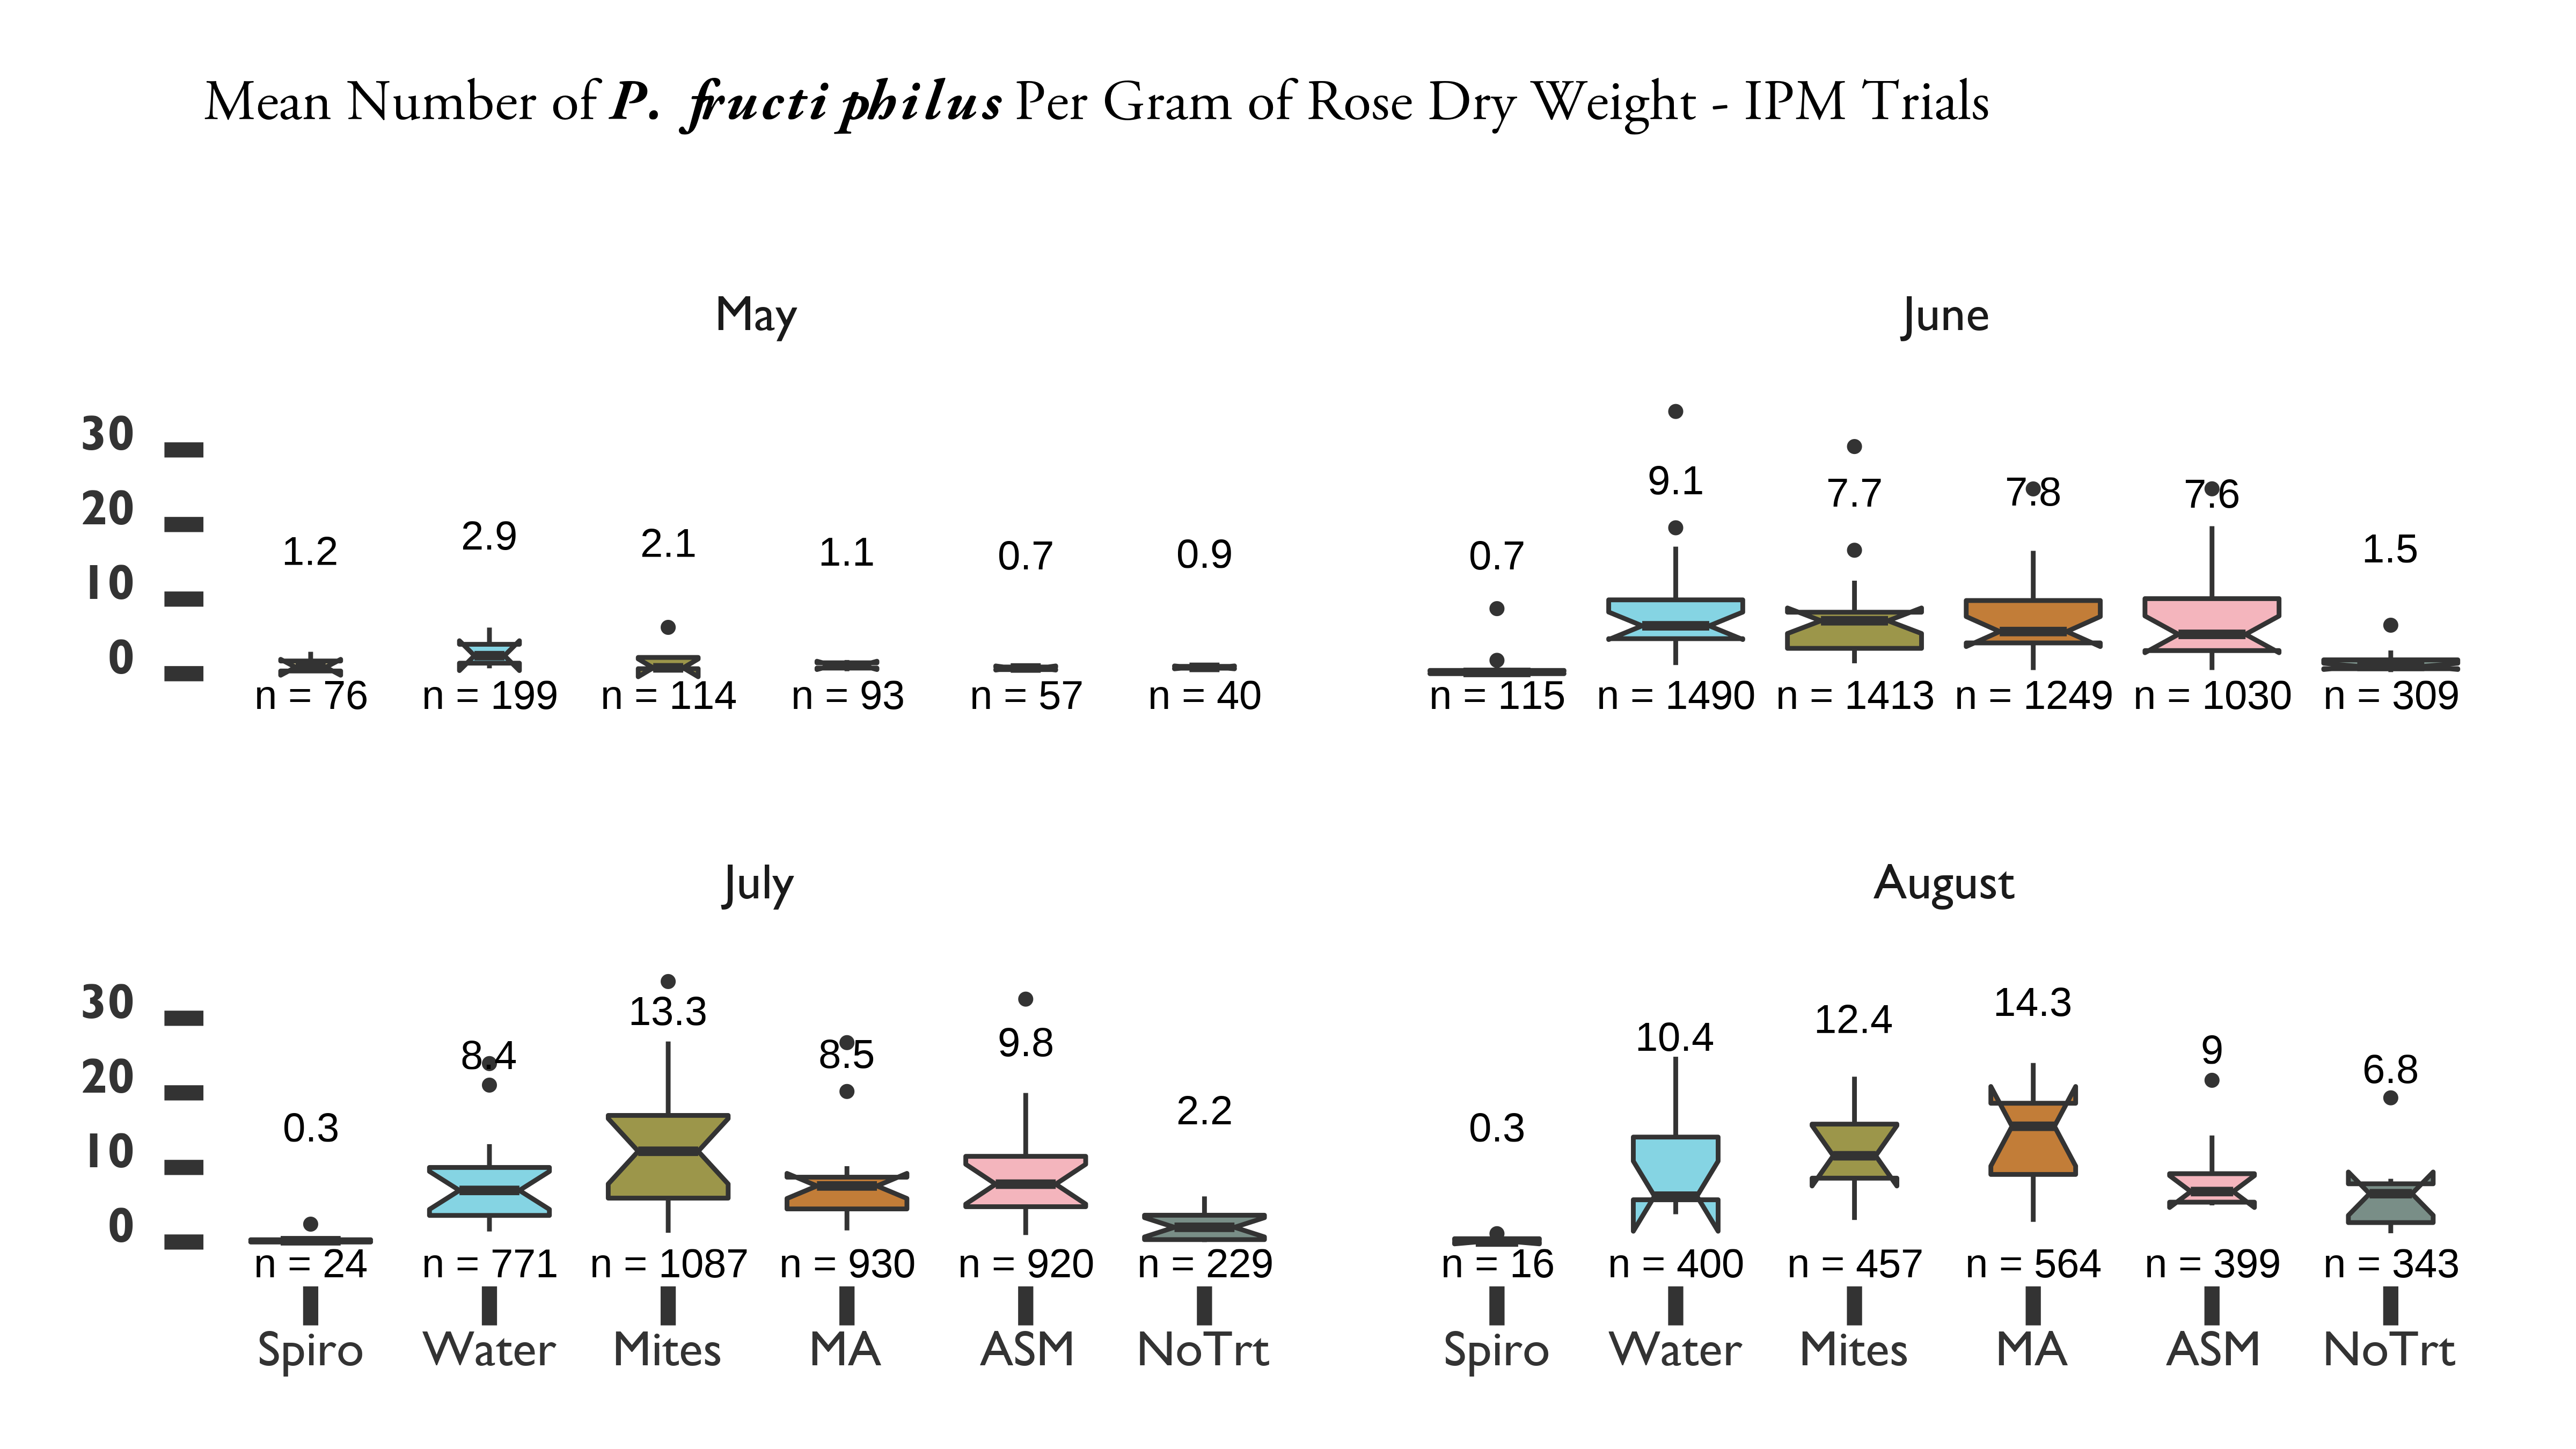 Mean Number of P. fructiphilus Per Gram of Rose Dry Weight - IPM Trials
May
June
30
20
10
0
1.2 2.9 2.1 1.1 0.7 0.9
n = 76 n = 199 n = 114 n = 93 n = 57 n = 40
0.7 9.1 7.7 7.8 7.6 1.5
n = 115 n = 1490 n = 1413 n = 1249 n = 1030 n = 309
July
August
30
20
10
0
0.3 8.4 13.3 8.5 9.8 2.2
n = 24 n = 771 n = 1087 n = 930 n = 920 n = 229
Spiro Water Mites MA ASM NoTrt
0.3 10.4 12.4 14.3 9 6.8
n = 16 n = 400 n = 457 n = 564 n = 399 n = 343
Spiro Water Mites MA ASM NoTrt